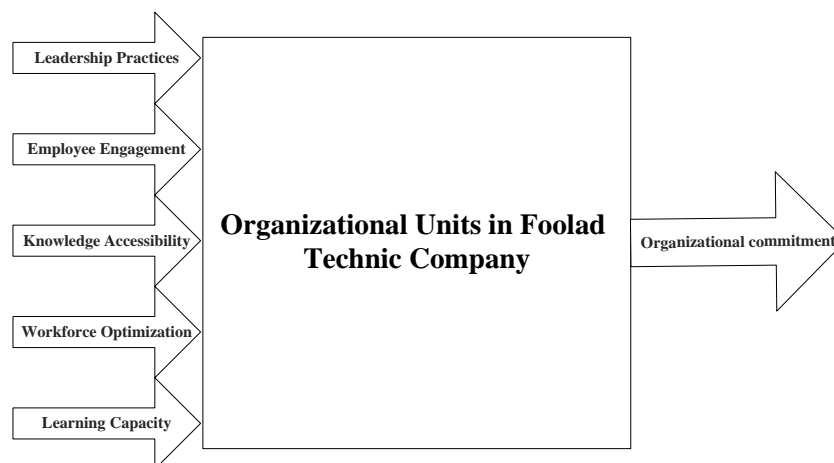 Leadership Practices
Employee Engagement
Knowledge Accessibility
Workforce Optimization
Learning Capacity
Organizational Units in Foolad
Technic Company
Organizational commitment